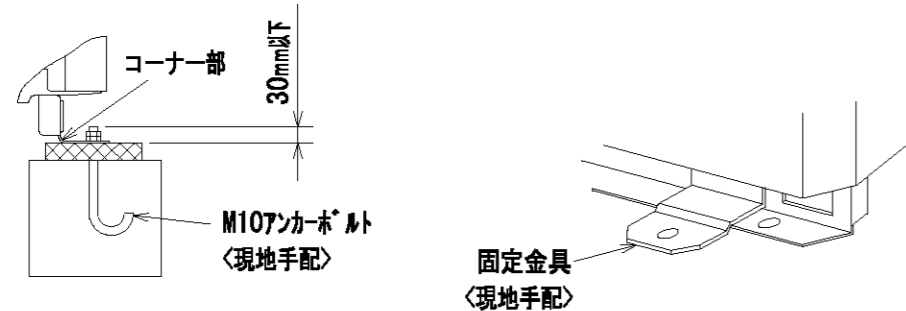 コーナー部
30mm以下
M10アンカーボルト
〈現地手配〉
固定金具
〈現地手配〉